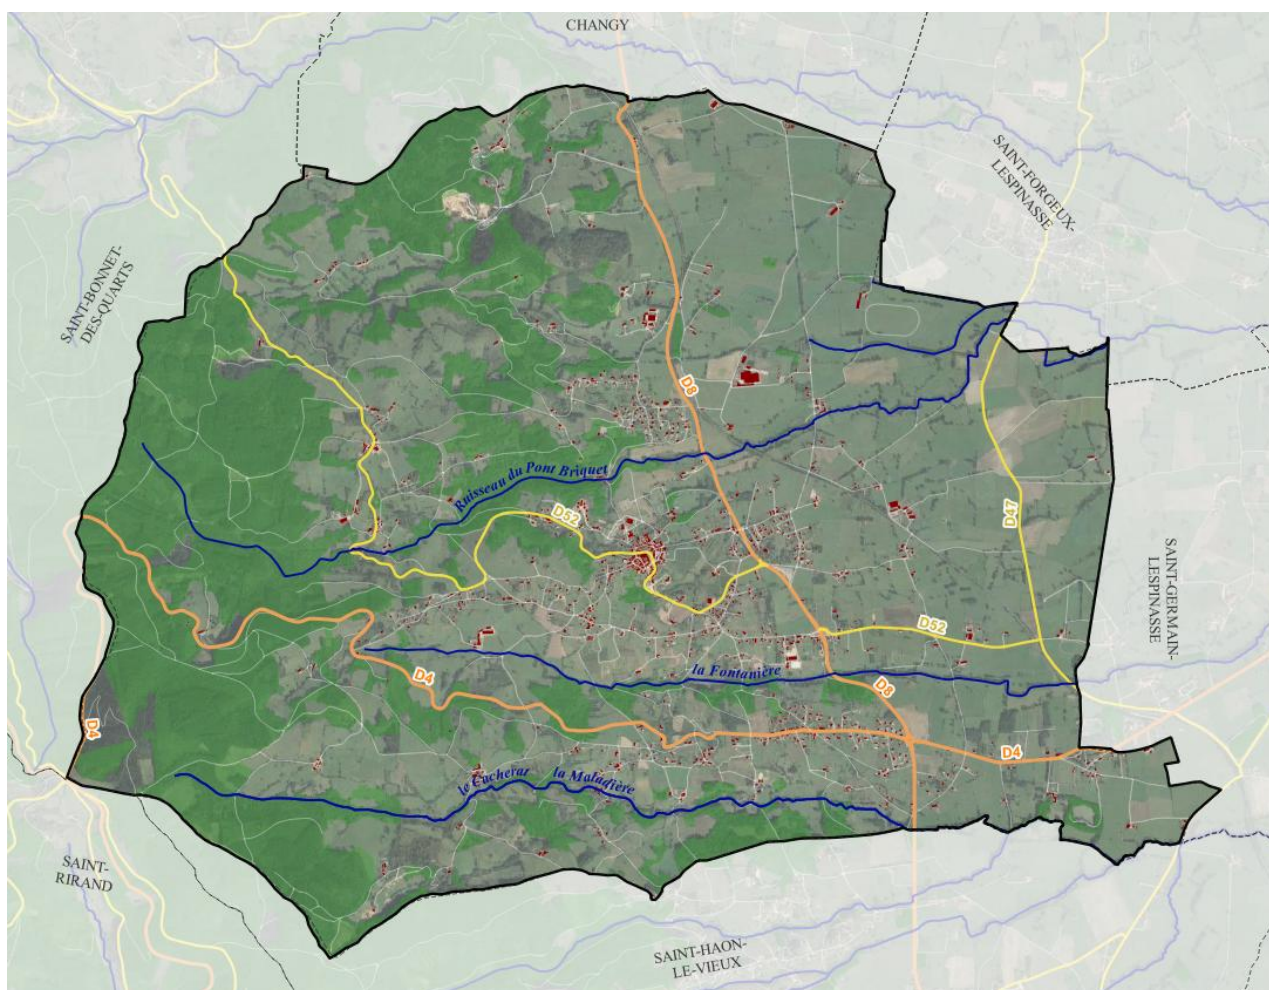 CHANGY
SAINT-FORGEUX-
LESPINASSE
SAINT-BONNET-
DES-QUARTS
D8
Ruisseau du Pont Briquet
D52
D47
SAINT-GERMAIN-
LESPINASSE
D52
la Fontanière
D4
D8
D4
D4
le Cacherat
la Maladière
SAINT-
RIRAND
SAINT-HAON-
LE-VIEUX